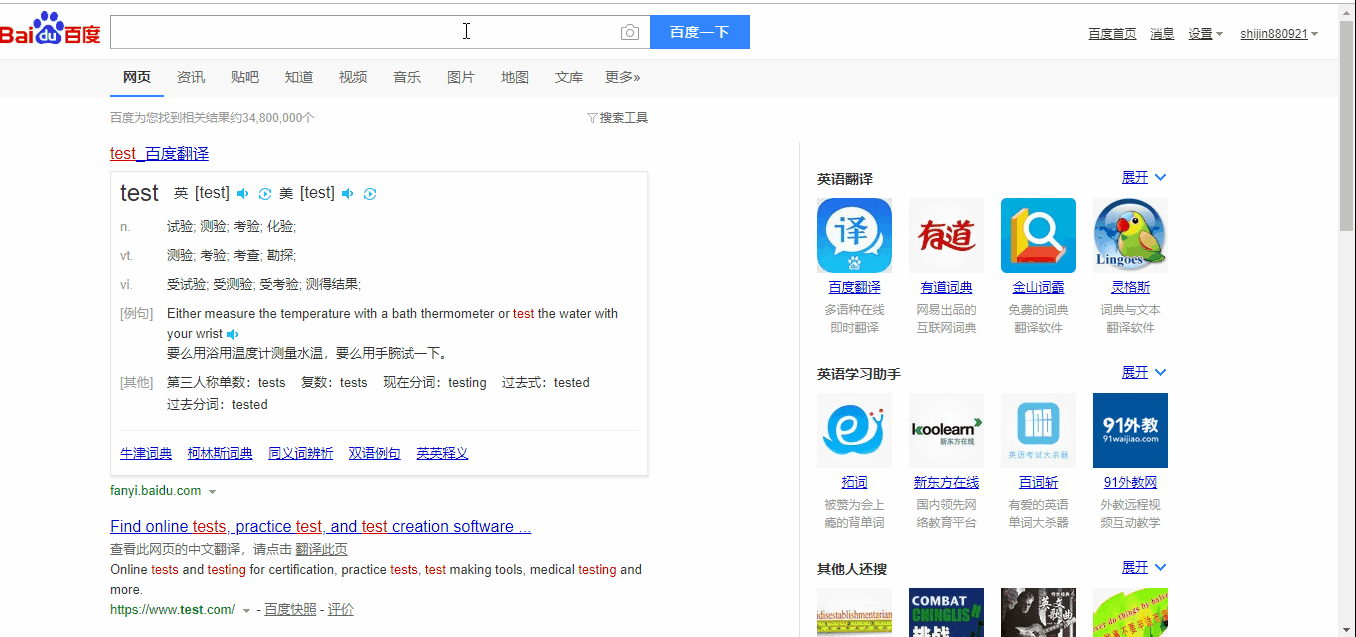 Bai du 百度
百度一下
百度首页 消息 设置 shijin880921
网页 资讯 贴吧 知道 视频 音乐 图片 地图 文库 更多»
百度为您找到相关结果约34,800,000个
搜索工具
test_百度翻译
test 英 [test] 美 [test]
n. 试验; 测验; 考验; 化验;
vt. 测验; 考验; 考查; 勘探;
vi. 受试验; 受测验; 受考验; 测得结果;
[例句] Either measure the temperature with a bath thermometer or test the water with
your wrist
要么用浴用温度计测量水温，要么用手腕试一下。
[其他] 第三人称单数：tests 复数：tests 现在分词：testing 过去式：tested
过去分词：tested
牛津词典 柯林斯词典 同义词辨析 双语例句 英英释义
fanyi.baidu.com
Find online tests, practice test, and test creation software ...
查看此网页的中文翻译，请点击 翻译此页
Online tests and testing for certification, practice tests, test making tools, medical testing and
more.
https://www.test.com/ - 百度快照 - 评价
英语翻译 展开
译 有道 Lingoes
百度翻译 有道词典 金山词霸 灵格斯
多语种在线 网易出品的 免费的词典 词典与文本
即时翻译 互联网词典 翻译软件 翻译软件
英语学习助手 展开
koolearn
新东方在线
英语考试大杀器
91外教
91waijiao.com
拓词 新东方在线 百词斩 91外教网
被赞为会上 国内领先网 有爱的英语 外教远程视
瘾的背单词 络教育平台 单词大杀器 频互动教学
其他人还搜 展开
COMBAT
CHINGLIS
挑战
英文
歌曲